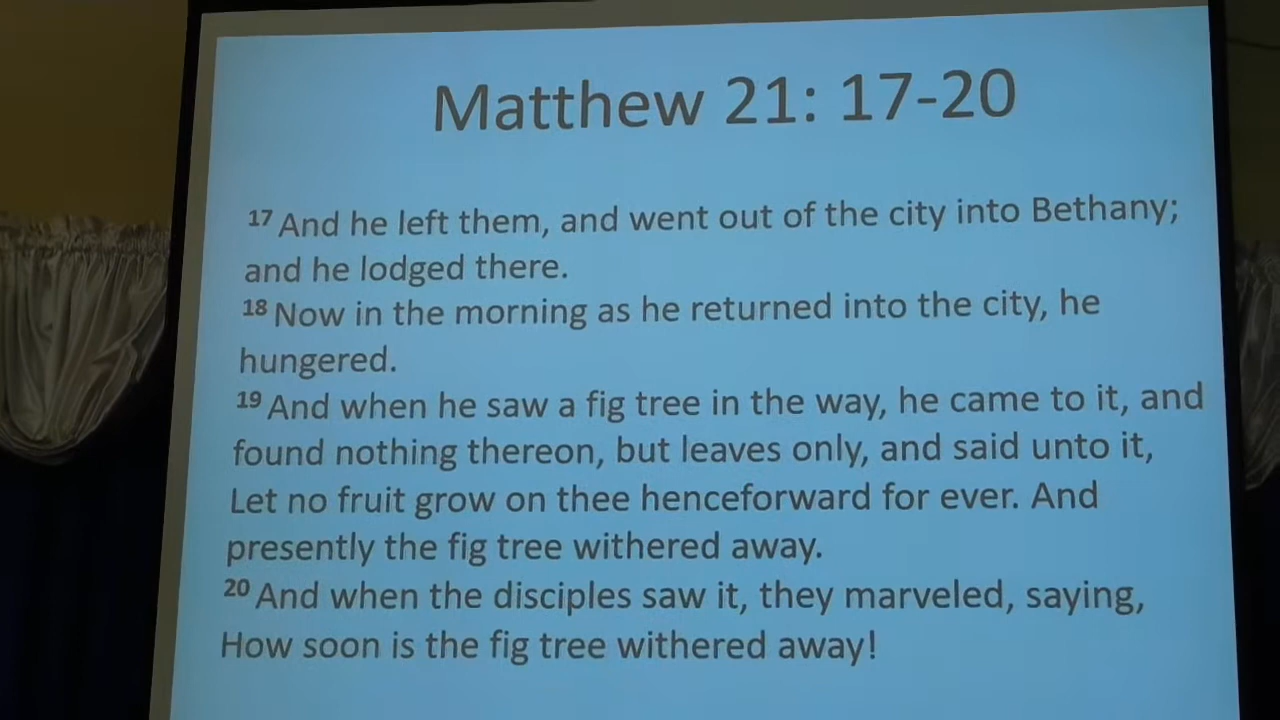 Matthew 21: 17-20
17 And he left them, and went out of the city into Bethany;
and he lodged there.
18 Now in the morning as he returned into the city, he
hungered.
19 And when he saw a fig tree in the way, he came to it, and
found nothing thereon, but leaves only, and said unto it,
Let no fruit grow on thee henceforward for ever. And
presently the fig tree withered away.
20 And when the disciples saw it, they marveled, saying,
How soon is the fig tree withered away!